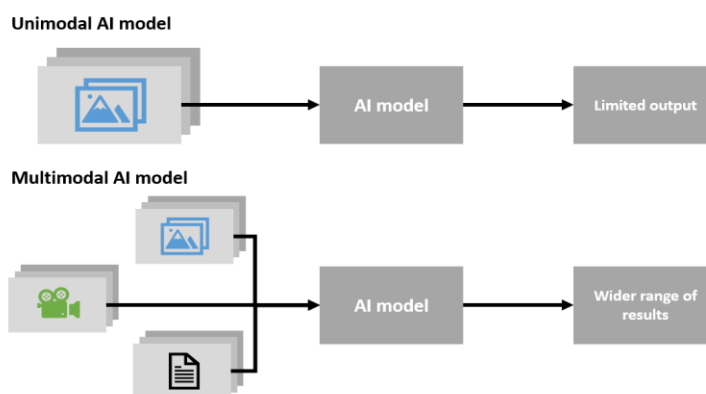 Unimodal AI model
AI model
Limited output
Multimodal AI model
AI model
Wider range of
results